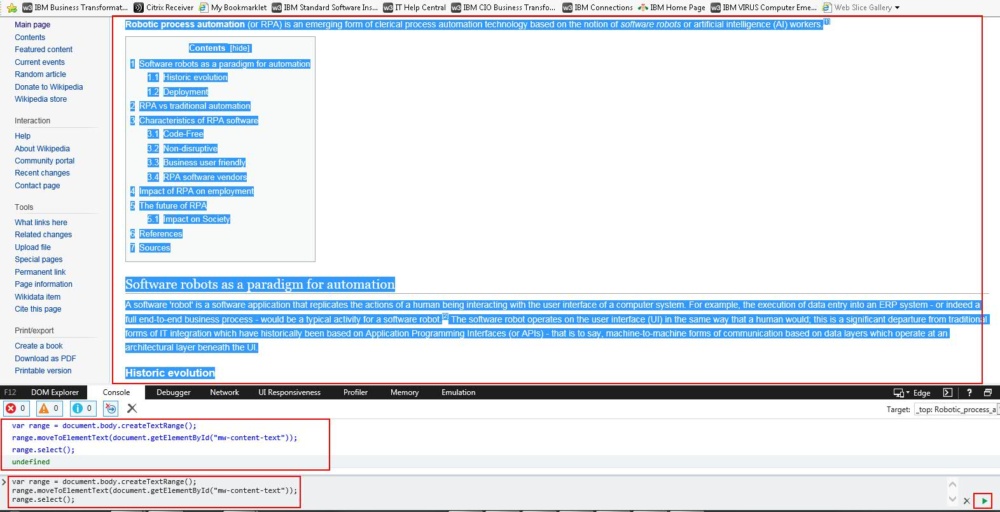 w3 IBM Business Transformat... Citrix Receiver My Bookmarklet w3 IBM Standard Software Ins... w3 IT Help Central w3 IBM CIO Business Transfo... w3 IBM Connections IBM Home Page w3 IBM VIRUS Computer Eme... Web Slice Gallery
Main page
Contents
Featured content
Current events
Random article
Donate to Wikipedia
Wikipedia store
Interaction
Help
About Wikipedia
Community portal
Recent changes
Contact page
Tools
What links here
Related changes
Upload file
Special pages
Permanent link
Page information
Wikidata item
Cite this page
Print/export
Create a book
Download as PDF
Printable version
Robotic process automation (or RPA) is an emerging form of clerical process automation technology based on the notion of software robots or artificial intelligence (AI) workers.[1]
Contents [hide]
1 Software robots as a paradigm for automation
1.1 Historic evolution
1.2 Deployment
2 RPA vs traditional automation
3 Characteristics of RPA software
3.1 Code-Free
3.2 Non-disruptive
3.3 Business user friendly
3.4 RPA software vendors
4 Impact of RPA on employment
5 The future of RPA
5.1 Impact on Society
6 References
7 Sources
Software robots as a paradigm for automation
A software 'robot' is a software application that replicates the actions of a human being interacting with the user interface of a computer system. For example, the execution of data entry into an ERP system - or indeed a
full end-to-end business process - would be a typical activity for a software robot.[2] The software robot operates on the user interface (UI) in the same way that a human would; this is a significant departure from traditional
forms of IT integration which have historically been based on Application Programming Interfaces (or APIs) - that is to say, machine-to-machine forms of communication based on data layers which operate at an
architectural layer beneath the UI.
Historic evolution
F12 DOM Explorer Console Debugger Network UI Responsiveness Profiler Memory Emulation Edge ?
0 0 0 Target: _top: Robotic_process_a
var range = document.body.createTextRange();
range.moveToElementText(document.getElementById("mw-content-text"));
range.select();
undefined
var range = document.body.createTextRange();
range.moveToElementText(document.getElementById("mw-content-text"));
range.select();